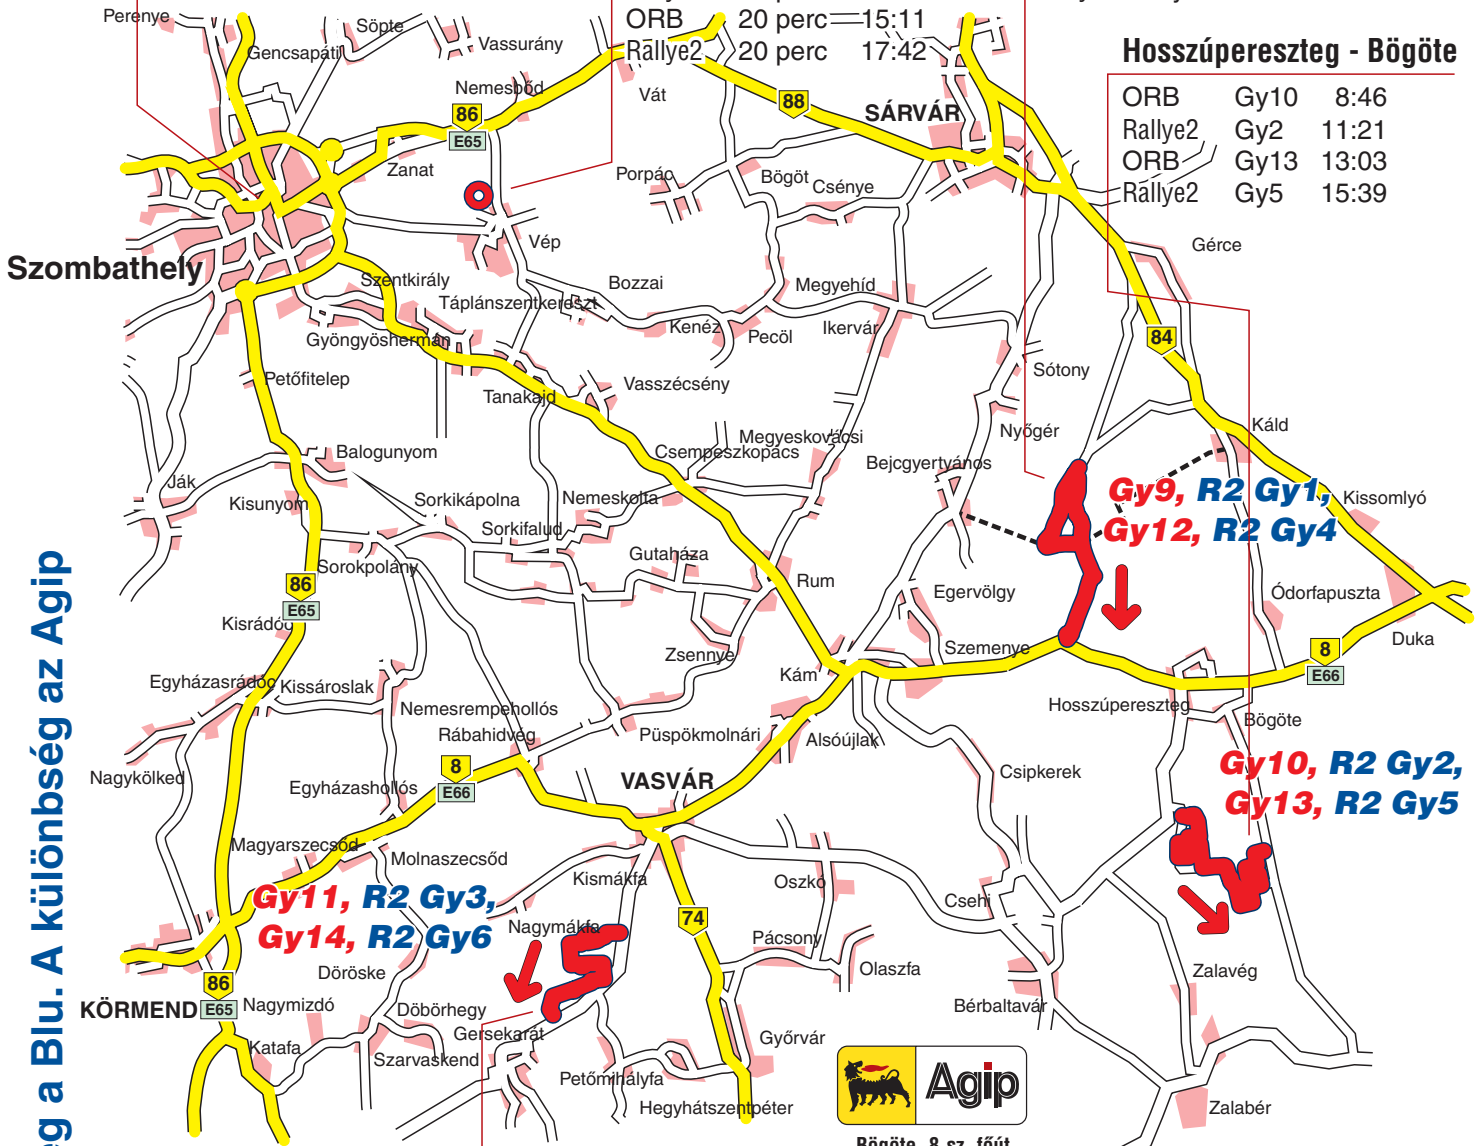 Perenye
Söpte
Gencsapáti
Vassurány
Nemesbőd
ORB 20 perc 15:11
Rallye2 20 perc 17:42
Vát
88
SÁRVÁR
Hosszúpereszteg - Bögöte
ORB Gy10 8:46
Rallye2 Gy2 11:21
ORB Gy13 13:03
Rallye2 Gy5 15:39
86
E65
Zanat
Porpác
Bögöt
Csénye
Vép
Gérce
Szombathely
Szentkirály
Táplánszentkereszt
Bozzai
Megyehíd
Gyöngyöshermán
Kenéz
Pecöl
Ikervár
84
Petőfitelep
Tanakajd
Vasszécsény
Sótony
Nyőgér
Káld
Balogunyom
Csempeszkopács
Megyeskovácsi
Bejcgyertyános
Ják
Kisunyom
Sorkikápolna
Nemeskolta
Gy9, R2 Gy1,
Gy12, R2 Gy4
Kissomlyó
Sorkifalud
Gutaháza
Sorokpolány
Rum
86
E65
Egervölgy
Ódorfapuszta
Kisrádóc
Zsennye
Szemenye
8
E66
Duka
Kám
Egyházasrádóc
Kissároslak
Nemesrempehollós
Rábahidvég
Püspökmolnári
Alsóújlak
Hosszúpereszteg
Bögöte
Nagykölked
8
E66
VASVÁR
Egyházashollós
Csipkerek
Gy10, R2 Gy2,
Gy13, R2 Gy5
Magyarszecsőd
Molnaszecsőd
Kismákfa
Oszkó
Csehi
Gy11, R2 Gy3,
Gy14, R2 Gy6
Nagymákfa
74
Pácsony
Olaszfa
Zalavég
Döröske
86
E65
KÖRMEND
Nagymizdó
Döbörhegy
Gersekarát
Bérbaltavár
Katafa
Szarvaskend
Petőmihályfa
Győrvár
Hegyhátszentpéter
Agip
Zalabér
Bögöte, 8 sz. főút
g a Blu. A különbség az Agip